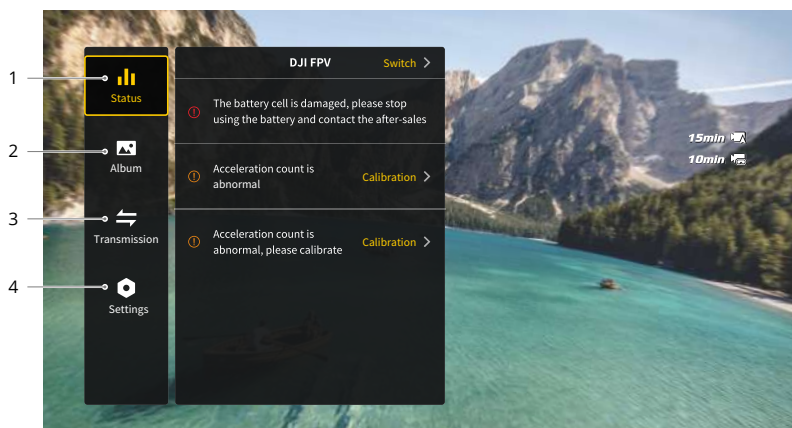 1
Status
2
Album
3
Transmission
4
Settings
DJI FPV
Switch
The battery cell is damaged, please stop
using the battery and contact the after-sales
Acceleration count is
abnormal
Calibration
Acceleration count is
abnormal, please calibrate
Calibration
15min
10min